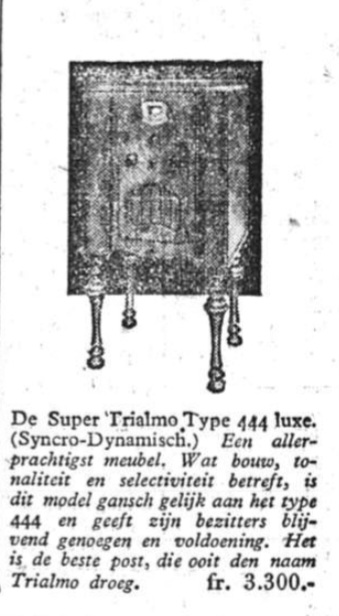 De Super Trialmo Type 444 luxe.
(Syncro-Dynamisch.) Een aller-
prachtigst meubel. Wat bouw, to-
naliteit en selectiviteit betreft, is
dit model gansch gelijk aan het type
444 en geeft zijn bezitters blij-
vend genoegen en voldoening. Het
is de beste post, die ooit den naam
Trialmo droeg. fr. 3.300.-